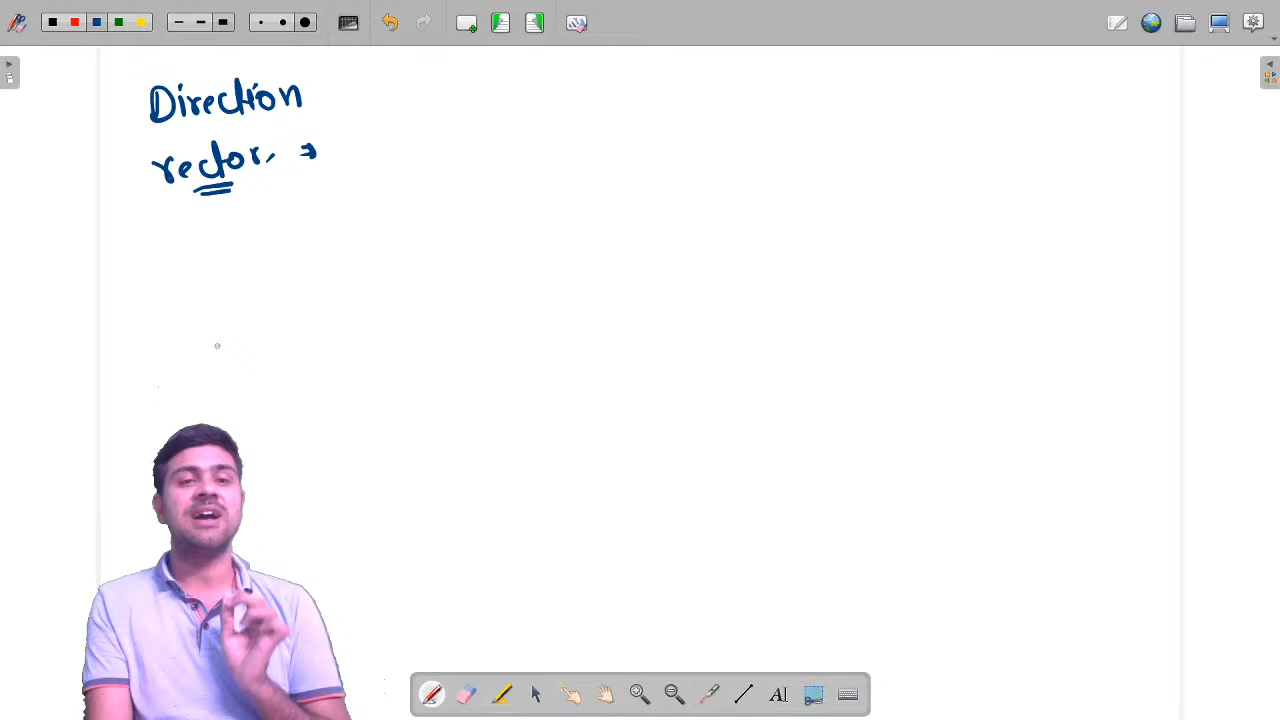 Direction
vector, →